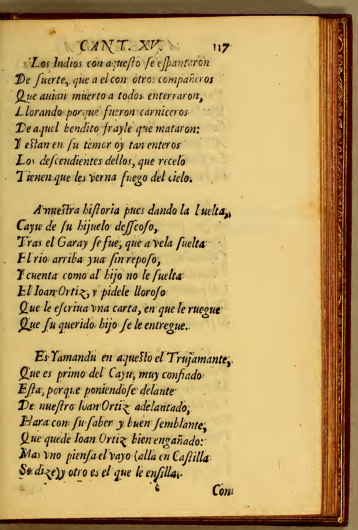 CANT. XV. 117
Los Indios con aquesto se espantaron
De suerte, que a el con otros compañeros
Que auian muerto a todos enterraron,
Llorando porque fueron carniceros
De aquel bendito frayle que mataron:
Y estan en su temor oy tan enteros
Los descendientes dellos, que recelo
Tienen que les verna fuego del cielo.
A nuestra historia pues dando la buelta,
Cayu de su hijuelo desseoso,
Tras el Garay se fue, que a vela suelta
El rio arriba yua sin reposo,
Y cuenta como al hijo no le suelta
El Ioan Ortiz, y pidele lloroso
Que le escriua vna carta, en que le ruegue
Que su querido hijo se le entregue.
Es Yamandu en aquesto el Trujamante,
Que es primo del Cayu, muy confiado
Esta, porque poniendose delante
De nuestro Ioan Ortiz adelantado,
Hara con su saber y buen semblante,
Que quede Ioan Ortiz bien engañado:
Mas vno piensa el vayo (alla en Castilla
Se dize) y otro es el que le ensilla.
Con